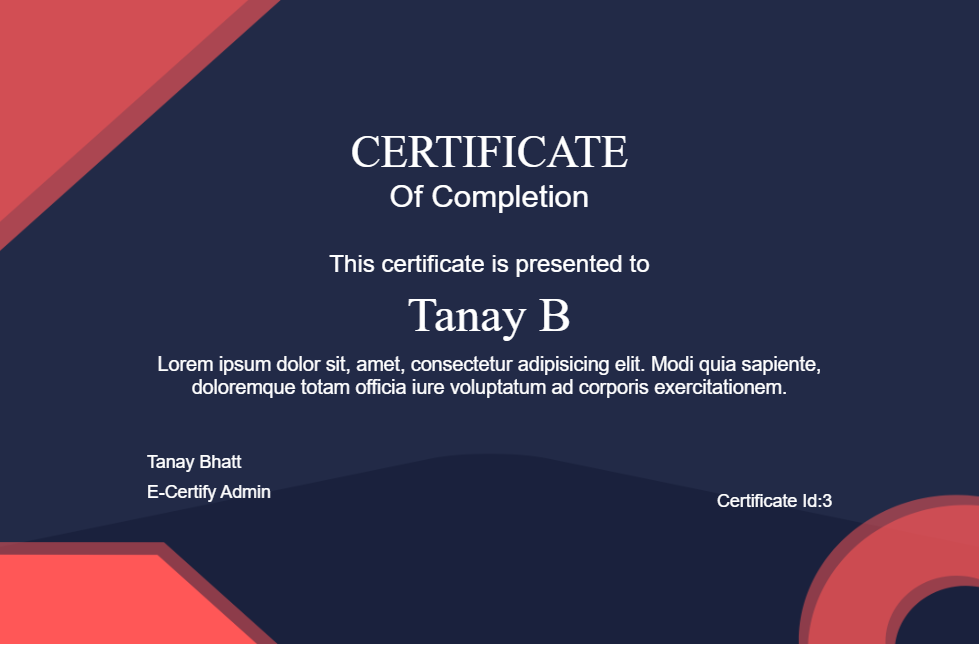 CERTIFICATE
Of Completion
This certificate is presented to
Tanay B
Lorem ipsum dolor sit, amet, consectetur adipisicing elit. Modi quia sapiente,
doloremque totam officia iure voluptatum ad corporis exercitationem.
Tanay Bhatt
E-Certify Admin
Certificate Id:3